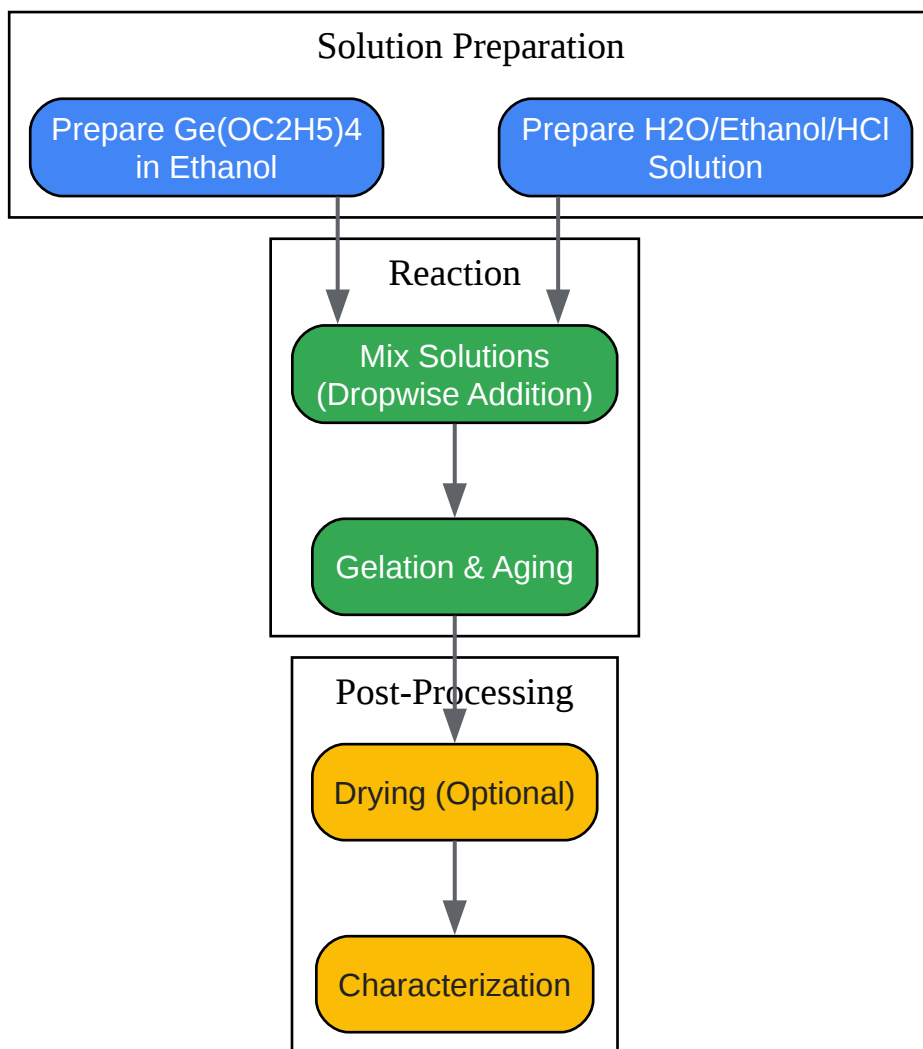 Solution Preparation
Prepare Ge(OC2H5)4
in Ethanol
Prepare H2O/Ethanol/HCl
Solution
Reaction
Mix Solutions
(Dropwise Addition)
Gelation & Aging
Post-Processing
Drying (Optional)
Characterization